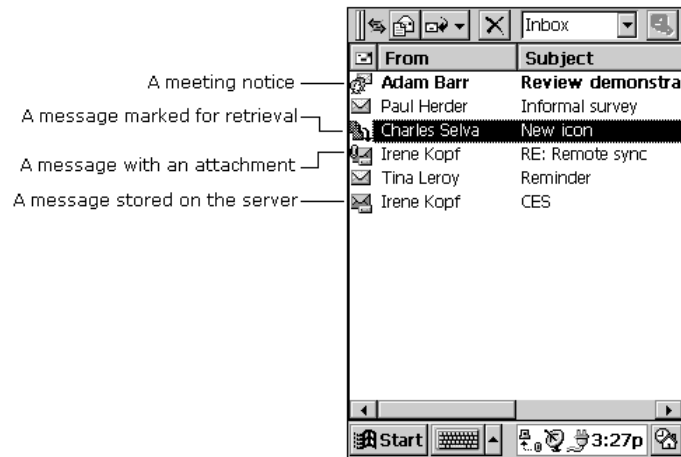 Inbox
From Subject
A meeting notice Adam Barr Review demonstra
Paul Herder Informal survey
A message marked for retrieval Charles Selva New icon
A message with an attachment Irene Kopf RE: Remote sync
Tina Leroy Reminder
A message stored on the server Irene Kopf CES
Start 3:27p